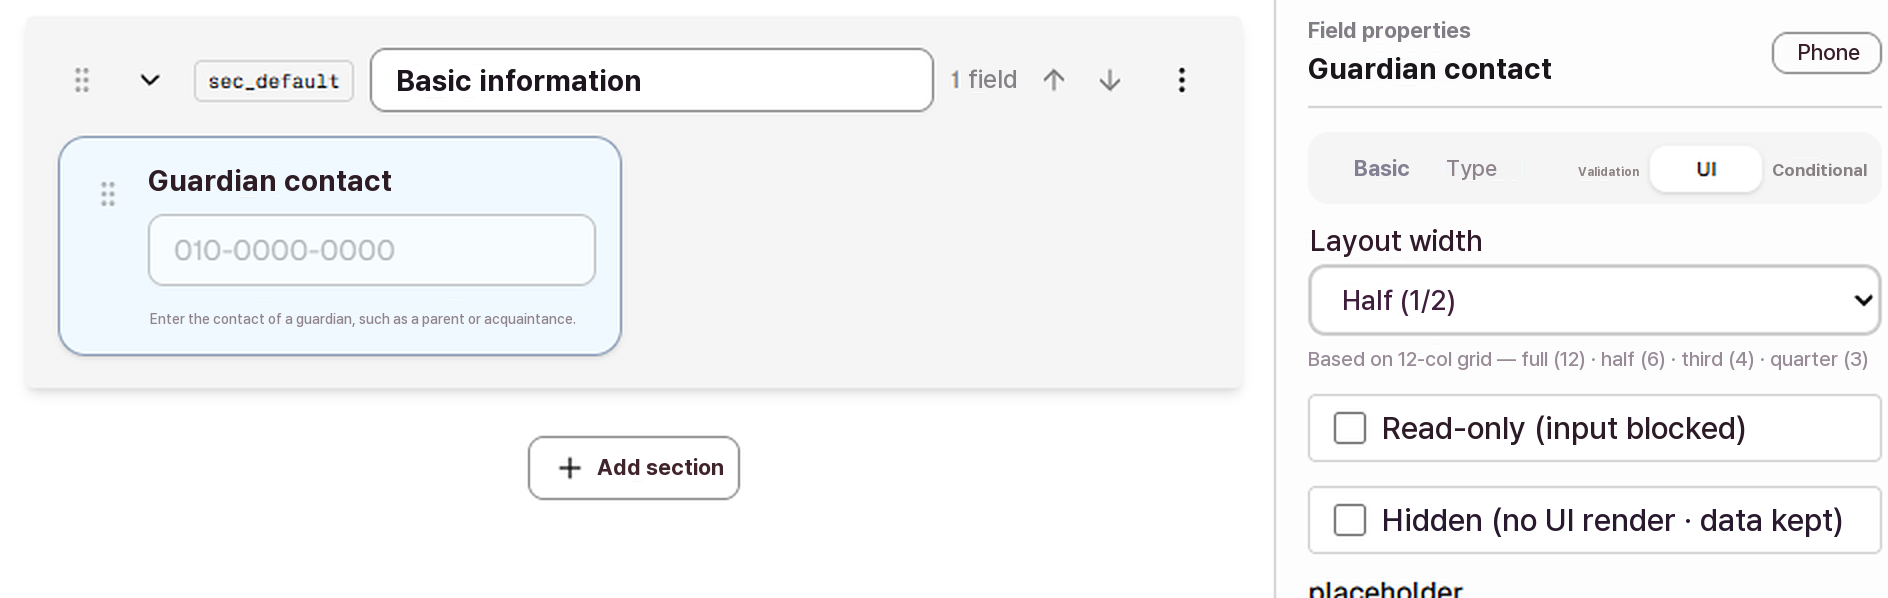 sec_default
Basic information
1 field
Guardian contact
010-0000-0000
Enter the contact of a guardian, such as a parent or acquaintance.
Add section
Field properties
Guardian contact
Phone
Basic Type Validation UI Conditional
Layout width
Half (1/2)
Based on 12-col grid — full (12) · half (6) · third (4) · quarter (3)
Read-only (input blocked)
Hidden (no UI render · data kept)
placeholder